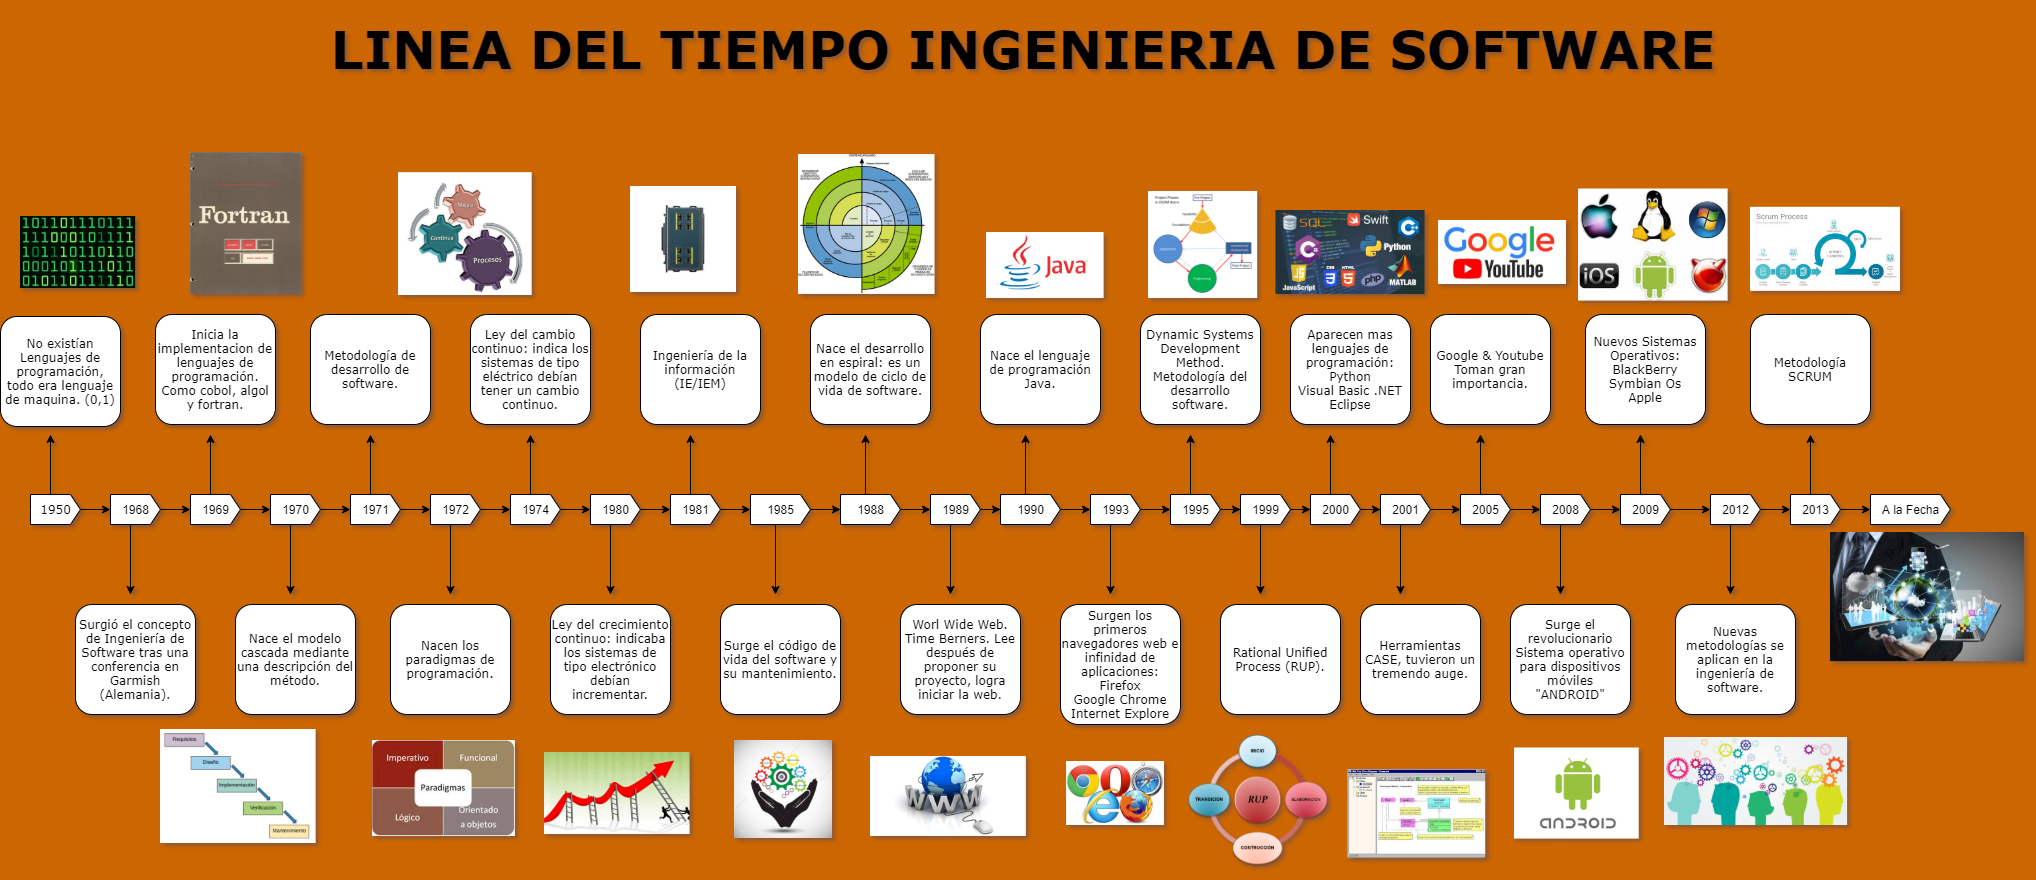 LINEA DEL TIEMPO INGENIERIA DE SOFTWARE
101101110111
Fortran
Mejora
Continua
Procesos
Java
Pre Project
SQL
Swift
C++
C
Python
JS
JavaScript
CSS
HTML
php
MATLAB
Google
YouTube
iOS
Scrum Process
No existían
Lenguajes de
programación,
todo era lenguaje
de maquina. (0,1)
Inicia la
implementacion de
lenguajes de
programación.
Como cobol, algol
y fortran.
Metodología de
desarrollo de
software.
Ley del cambio
continuo: indica los
sistemas de tipo
eléctrico debían
tener un cambio
continuo.
Ingeniería de la
información
(IE/IEM)
Nace el desarrollo
en espiral: es un
modelo de ciclo de
vida de software.
Nace el lenguaje
de programación
Java.
Dynamic Systems
Development
Method.
Metodología del
desarrollo
software.
Aparecen mas
lenguajes de
programación:
Python
Visual Basic .NET
Eclipse
Google & Youtube
Toman gran
importancia.
Nuevos Sistemas
Operativos:
BlackBerry
Symbian Os
Apple
Metodología
SCRUM
1950
1968
1969
1970
1971
1972
1974
1980
1981
1985
1988
1989
1990
1993
1995
1999
2000
2001
2005
2008
2009
2012
2013
A la Fecha
Surgió el concepto
de Ingeniería de
Software tras una
conferencia en
Garmish
(Alemania).
Nace el modelo
cascada mediante
una descripción del
método.
Nacen los
paradigmas de
programación.
Ley del crecimiento
continuo: indicaba
los sistemas de
tipo electrónico
debían
incrementar.
Surge el código de
vida del software y
su mantenimiento.
Worl Wide Web.
Time Berners. Lee
después de
proponer su
proyecto, logra
iniciar la web.
Surgen los
primeros
navegadores web e
infinidad de
aplicaciones:
Firefox
Google Chrome
Internet Explore
Rational Unified
Process (RUP).
Herramientas
CASE, tuvieron un
tremendo auge.
Surge el
revolucionario
Sistema operativo
para dispositivos
móviles
"ANDROID"
Nuevas
metodologías se
aplican en la
ingeniería de
software.
Requisitos
Diseño
Implementación
Verificación
Mantenimiento
Imperativo
Funcional
Paradigmas
Lógico
Orientado
a objetos
WWW
INICIO
TRANSICIÓN
RUP
ELABORACIÓN
COSTRUCCIÓN
ANDROID